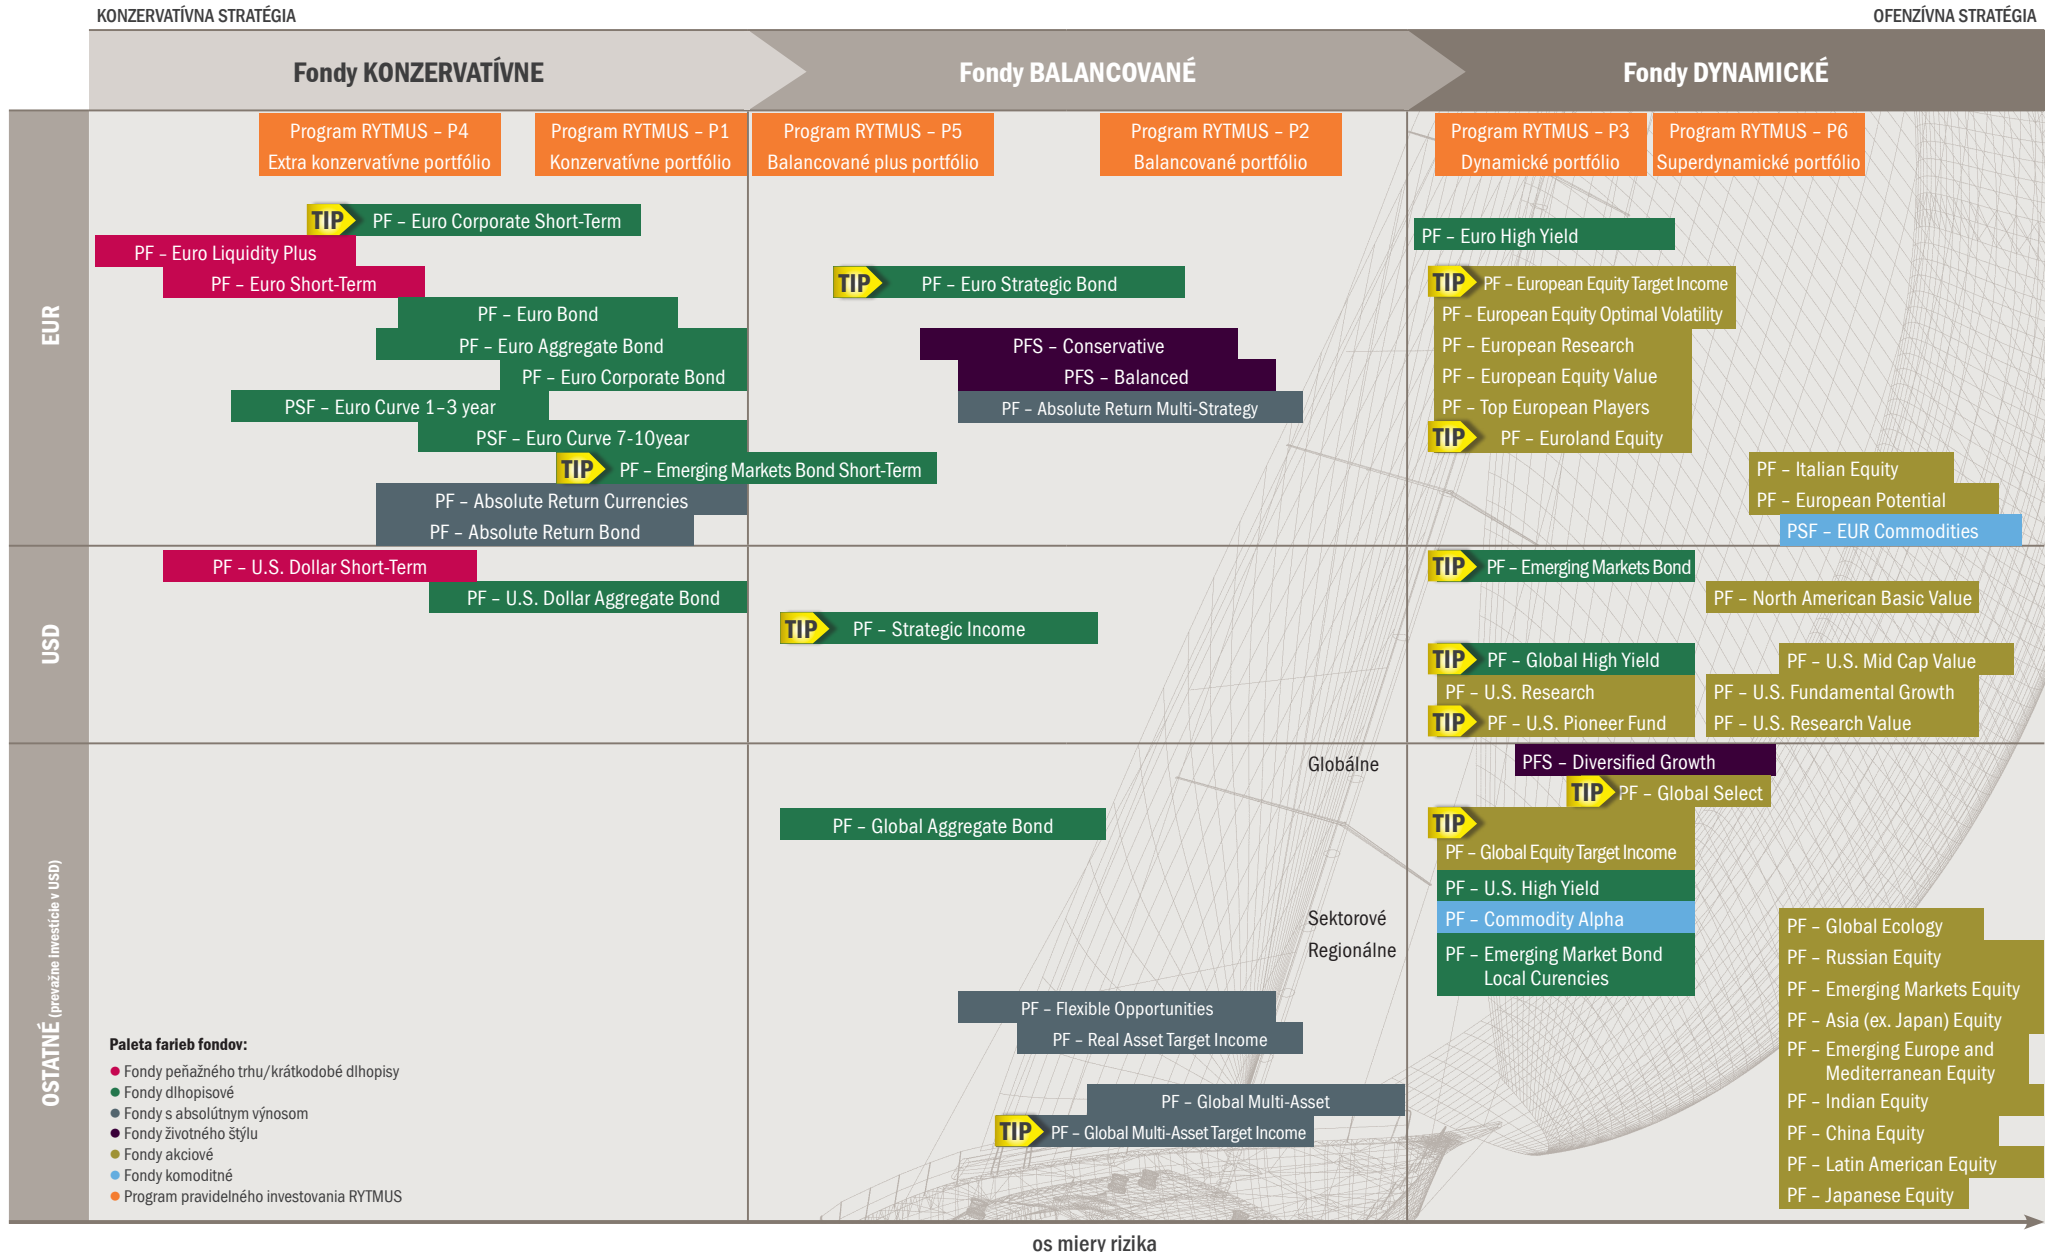 KONZERVATÍVNA STRATÉGIA
OFENZÍVNA STRATÉGIA
Fondy KONZERVATÍVNE
Fondy BALANCOVANÉ
Fondy DYNAMICKÉ
EUR
Program RYTMUS – P4
Extra konzervatívne portfólio
Program RYTMUS – P1
Konzervatívne portfólio
Program RYTMUS – P5
Balancované plus portfólio
Program RYTMUS – P2
Balancované portfólio
Program RYTMUS – P3
Dynamické portfólio
Program RYTMUS – P6
Superdynamické portfólio
TIP PF – Euro Corporate Short-Term
PF – Euro Liquidity Plus
PF – Euro Short-Term
PF – Euro Bond
PF – Euro Aggregate Bond
PF – Euro Corporate Bond
PSF – Euro Curve 1–3 year
PSF – Euro Curve 7-10year
TIP PF – Emerging Markets Bond Short-Term
PF – Absolute Return Currencies
PF – Absolute Return Bond
TIP PF – Euro Strategic Bond
PFS – Conservative
PFS – Balanced
PF – Absolute Return Multi-Strategy
PF – Euro High Yield
TIP PF – European Equity Target Income
PF – European Equity Optimal Volatility
PF – European Research
PF – European Equity Value
PF – Top European Players
TIP PF – Euroland Equity
PF – Italian Equity
PF – European Potential
PSF – EUR Commodities
USD
PF – U.S. Dollar Short-Term
PF – U.S. Dollar Aggregate Bond
TIP PF – Strategic Income
TIP PF – Emerging Markets Bond
PF – North American Basic Value
TIP PF – Global High Yield
PF – U.S. Mid Cap Value
PF – U.S. Research
PF – U.S. Fundamental Growth
TIP PF – U.S. Pioneer Fund
PF – U.S. Research Value
OSTATNÉ (prevažne investície v USD)
Globálne
PFS – Diversified Growth
TIP PF – Global Select
PF – Global Aggregate Bond
TIP
PF – Global Equity Target Income
PF – U.S. High Yield
Sektorové
PF – Commodity Alpha
Regionálne
PF – Emerging Market Bond
Local Curencies
PF – Flexible Opportunities
PF – Real Asset Target Income
PF – Global Multi-Asset
TIP PF – Global Multi-Asset Target Income
PF – Global Ecology
PF – Russian Equity
PF – Emerging Markets Equity
PF – Asia (ex. Japan) Equity
PF – Emerging Europe and
Mediterranean Equity
PF – Indian Equity
PF – China Equity
PF – Latin American Equity
PF – Japanese Equity
Paleta farieb fondov:
Fondy peňažného trhu/krátkodobé dlhopisy
Fondy dlhopisové
Fondy s absolútnym výnosom
Fondy životného štýlu
Fondy akciové
Fondy komoditné
Program pravidelného investovania RYTMUS
os miery rizika